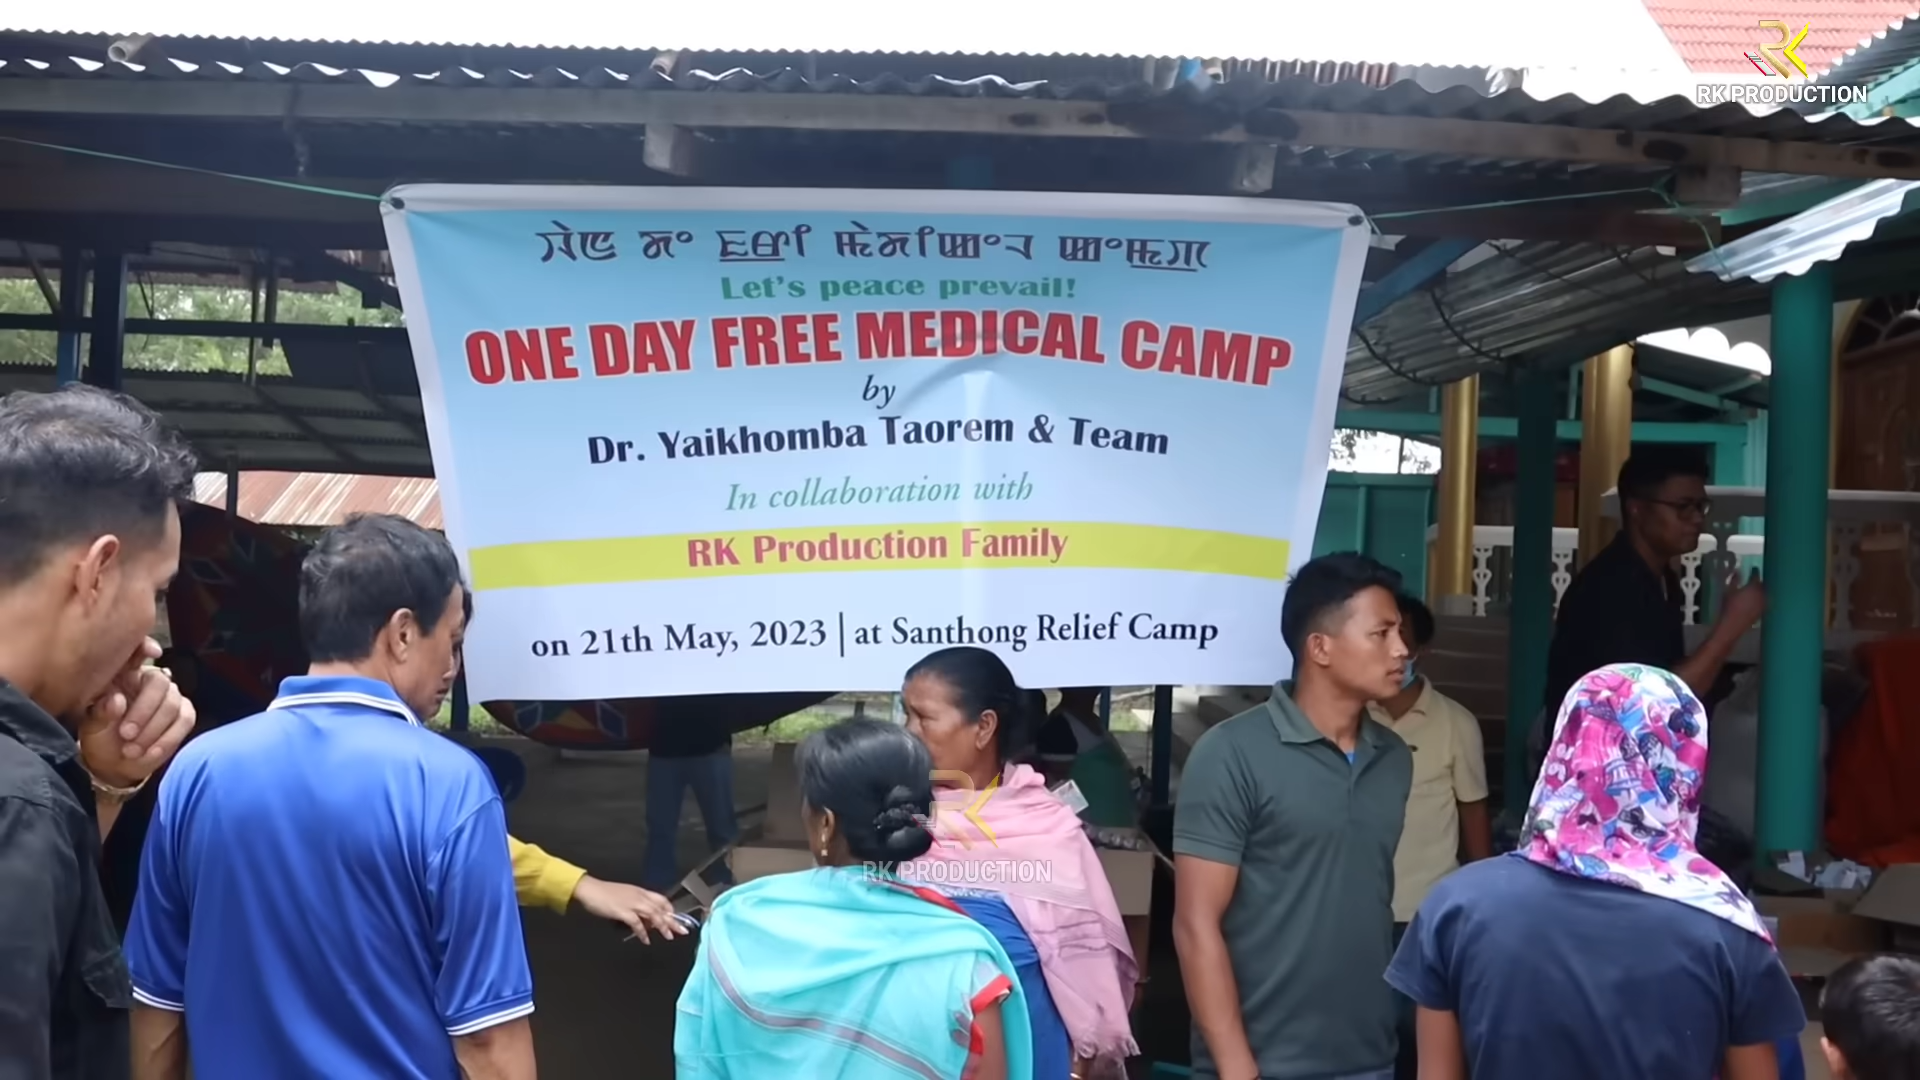 RK PRODUCTION
Let's peace prevail!
ONE DAY FREE MEDICAL CAMP
by
Dr. Yaikhomba Taorem & Team
In collaboration with
RK Production Family
on 21th May, 2023 | at Santhong Relief Camp
RK PRODUCTION